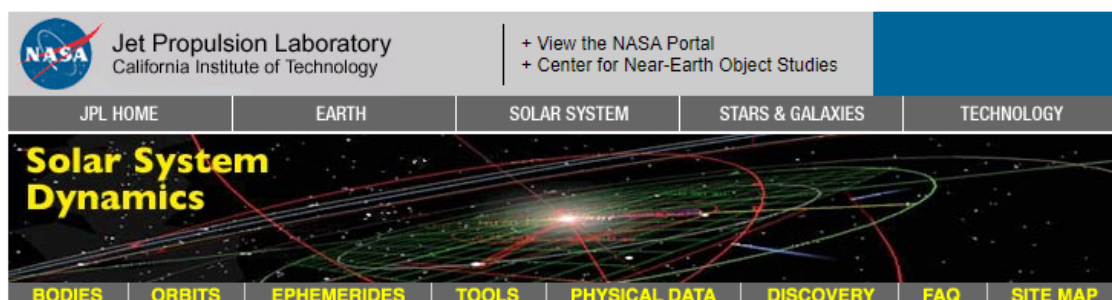 NASA
Jet Propulsion Laboratory
California Institute of Technology
+ View the NASA Portal
+ Center for Near-Earth Object Studies
JPL HOME EARTH SOLAR SYSTEM STARS & GALAXIES TECHNOLOGY
Solar System
Dynamics
BODIES ORBITS EPHEMERIDES TOOLS PHYSICAL DATA DISCOVERY FAQ SITE MAP